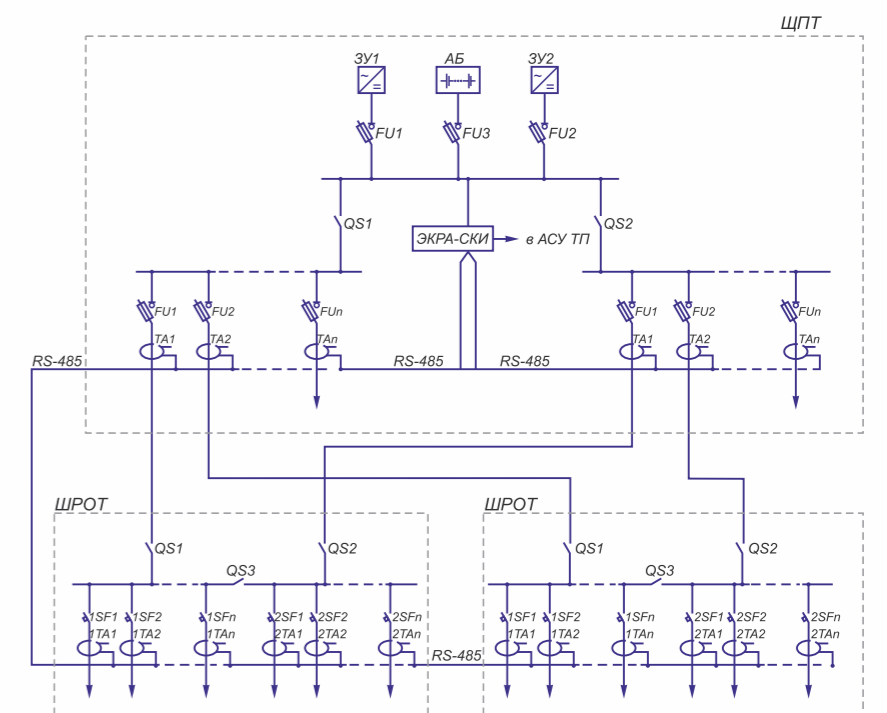 ЩПТ
ЗУ1 АБ ЗУ2
~
=
~
=
FU1 FU3 FU2
QS1 QS2
ЭКРА-СКИ в АСУ ТП
FU1 FU2 FUn FU1 FU2 FUn
TA1 TA2 TAn TA1 TA2 TAn
RS-485 RS-485 RS-485
ШРОТ ШРОТ
QS1 QS2 QS1 QS2
QS3 QS3
1SF1 1SF2 1SFn 2SF1 2SF2 2SFn 1SF1 1SF2 1SFn 2SF1 2SF2 2SFn
1TA1 1TA2 1TAn 2TA1 2TA2 2TAn 1TA1 1TA2 1TAn 2TA1 2TA2 2TAn
RS-485